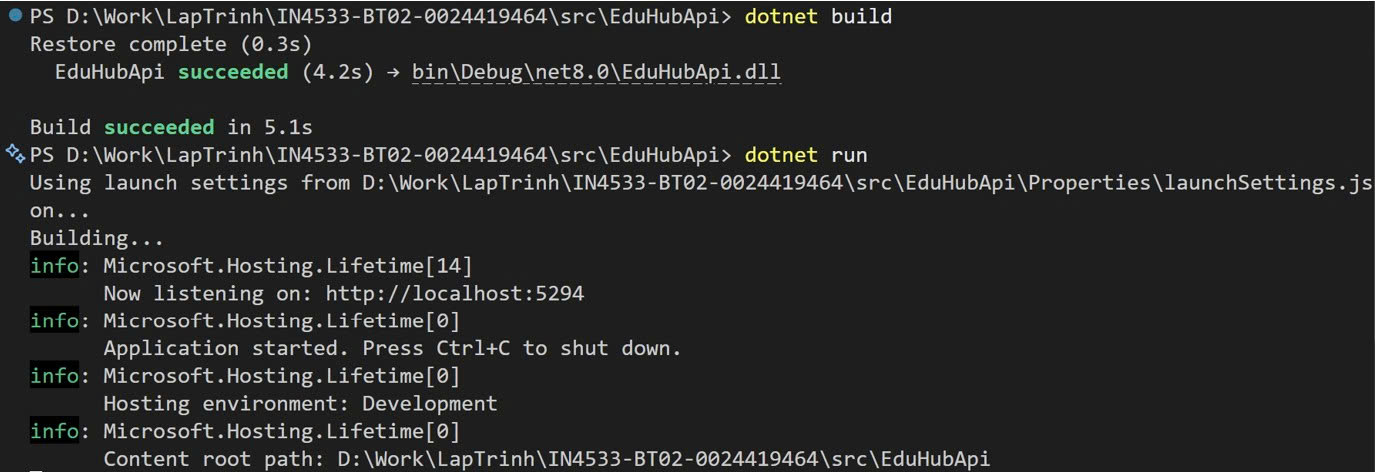 PS D:\Work\LapTrinh\IN4533-BT02-0024419464\src\EduHubApi> dotnet build
Restore complete (0.3s)
EduHubApi succeeded (4.2s) → bin\Debug\net8.0\EduHubApi.dll
Build succeeded in 5.1s
PS D:\Work\LapTrinh\IN4533-BT02-0024419464\src\EduHubApi> dotnet run
Using launch settings from D:\Work\LapTrinh\IN4533-BT02-0024419464\src\EduHubApi\Properties\launchSettings.js
on...
Building...
info: Microsoft.Hosting.Lifetime[14]
Now listening on: http://localhost:5294
info: Microsoft.Hosting.Lifetime[0]
Application started. Press Ctrl+C to shut down.
info: Microsoft.Hosting.Lifetime[0]
Hosting environment: Development
info: Microsoft.Hosting.Lifetime[0]
Content root path: D:\Work\LapTrinh\IN4533-BT02-0024419464\src\EduHubApi